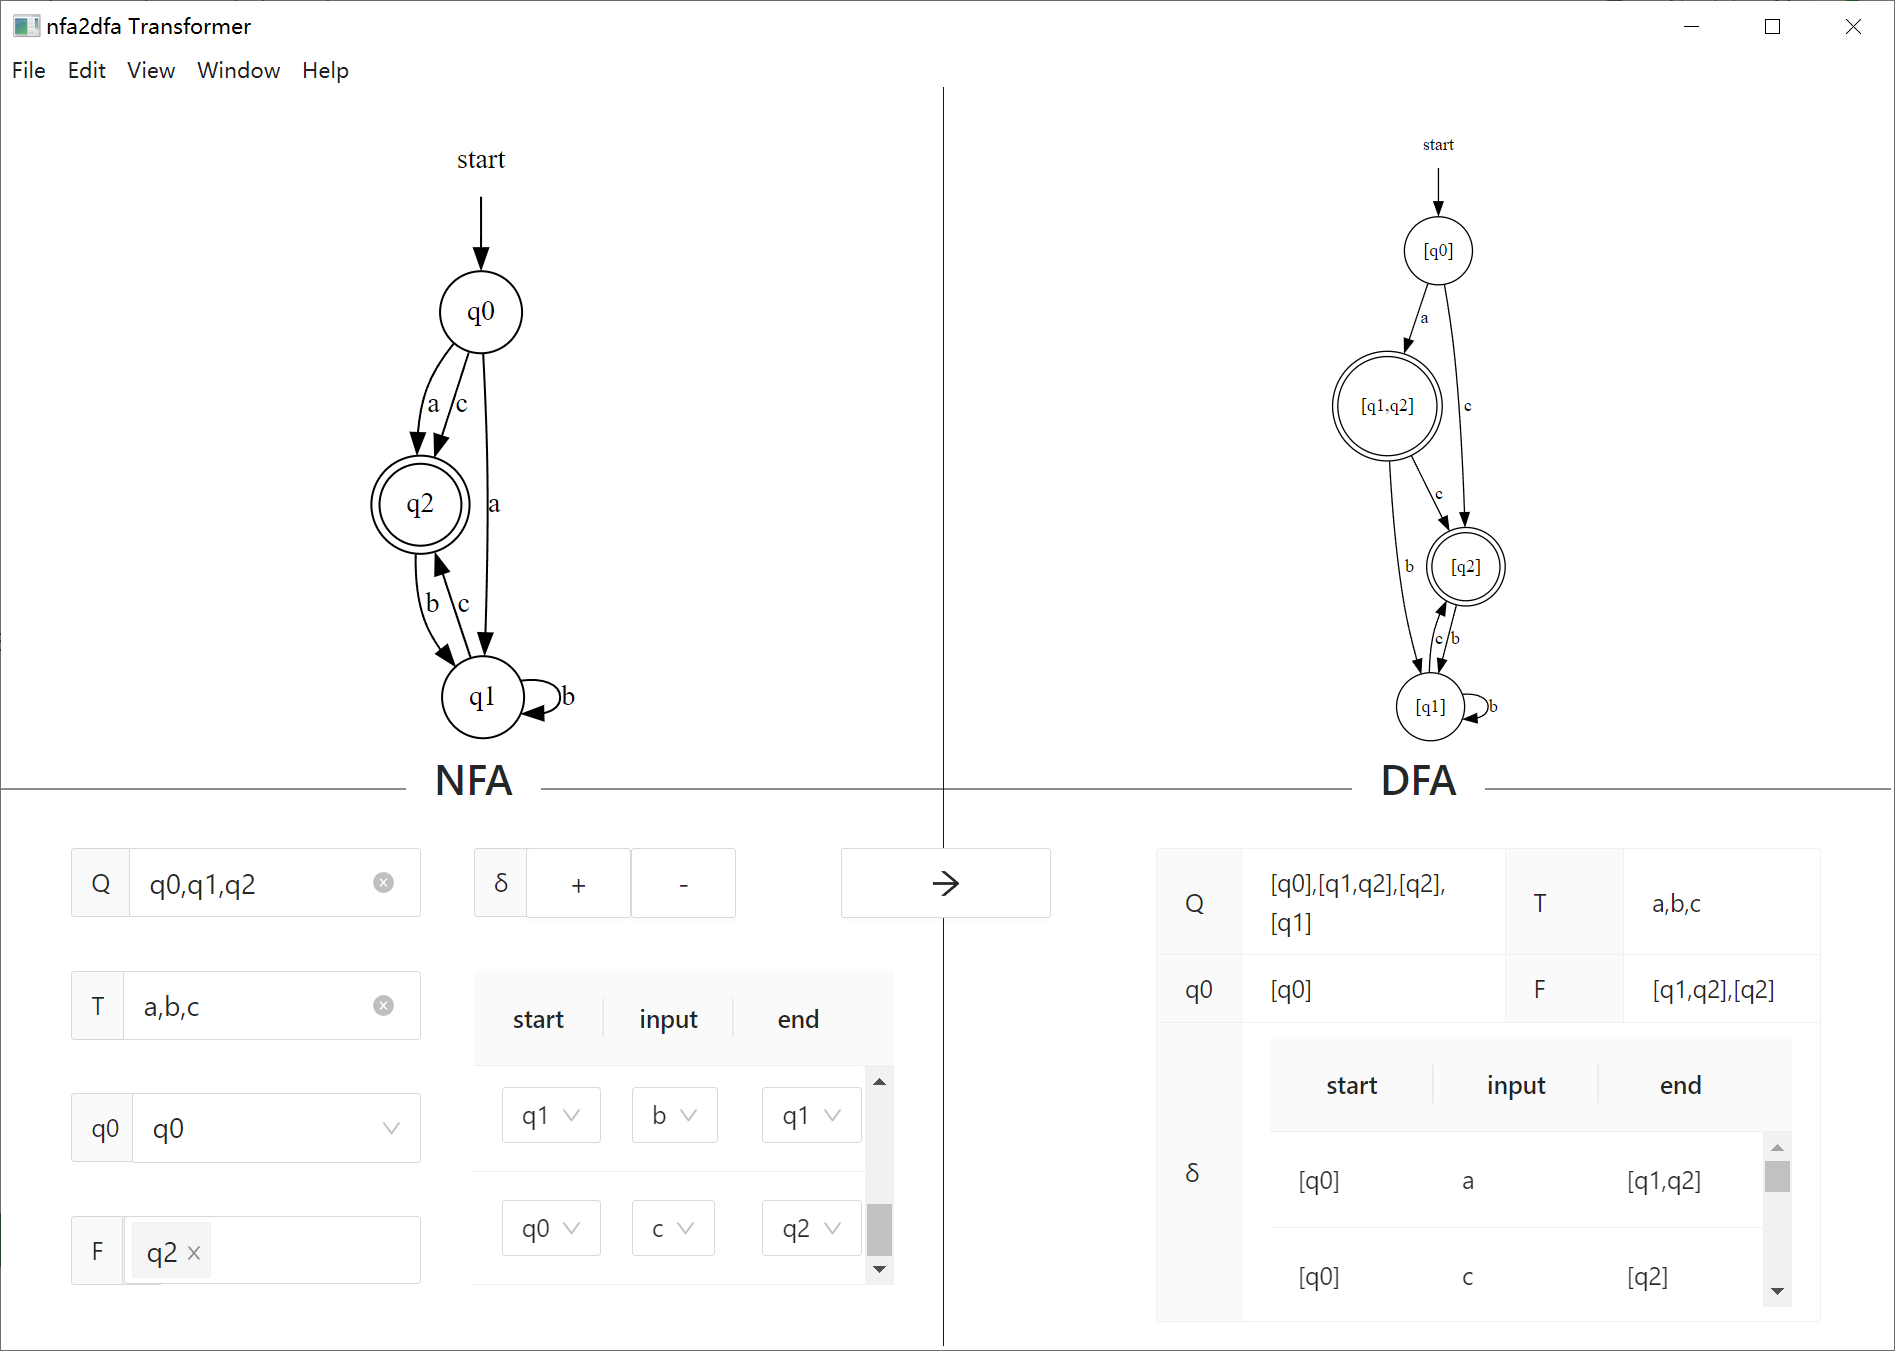 nfa2dfa Transformer
File Edit View Window Help
start
q0
a c
q2
a
b c
q1
b
NFA
start
[q0]
a
[q1,q2]
c
c
[q2]
b
c b
[q1]
b
DFA
Q q0,q1,q2
T a,b,c
q0 q0
F q2
δ + -
start input end
q1 b q1
q0 c q2
→
Q [q0],[q1,q2],[q2],
[q1]
T a,b,c
q0 [q0] F [q1,q2],[q2]
δ
start input end
[q0] a [q1,q2]
[q0] c [q2]